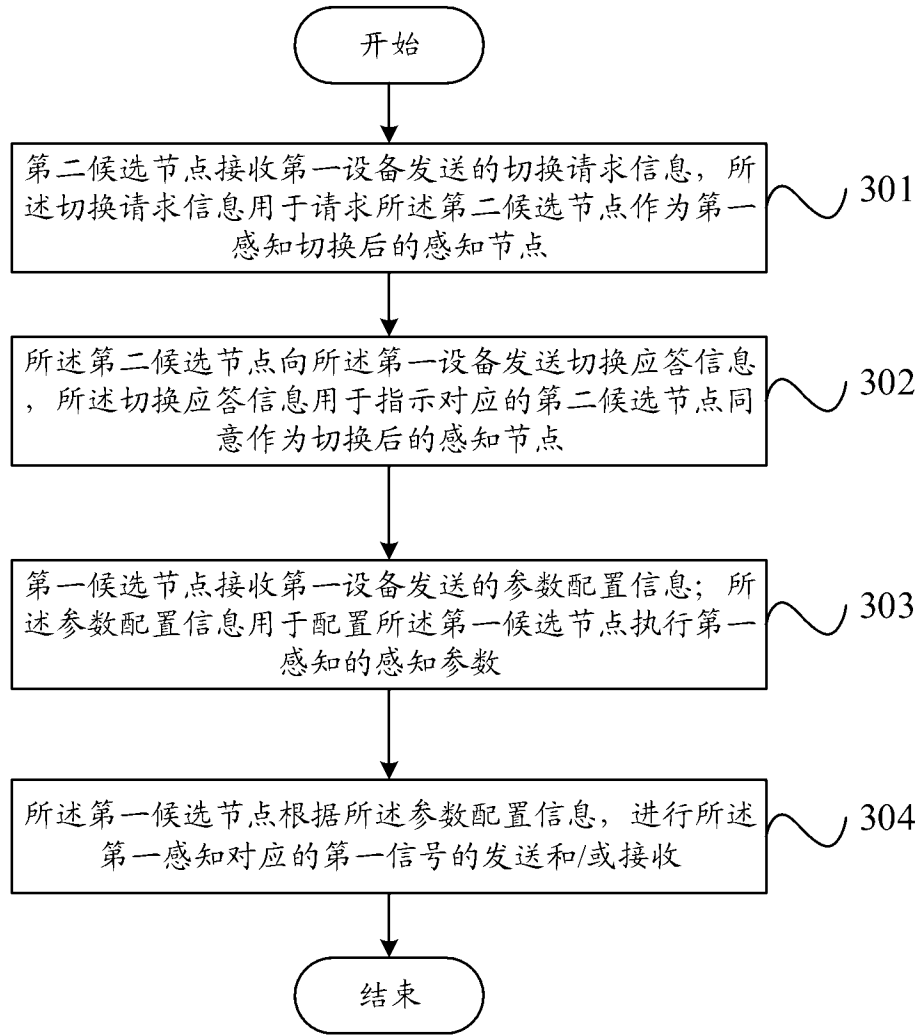 开始
第二候选节点接收第一设备发送的切换请求信息，所
述切换请求信息用于请求所述第二候选节点作为第一
感知切换后的感知节点
301
所述第二候选节点向所述第一设备发送切换应答信息
，所述切换应答信息用于指示对应的第二候选节点同
意作为切换后的感知节点
302
第一候选节点接收第一设备发送的参数配置信息；所
述参数配置信息用于配置所述第一候选节点执行第一
感知的感知参数
303
所述第一候选节点根据所述参数配置信息，进行所述
第一感知对应的第一信号的发送和/或接收
304
结束